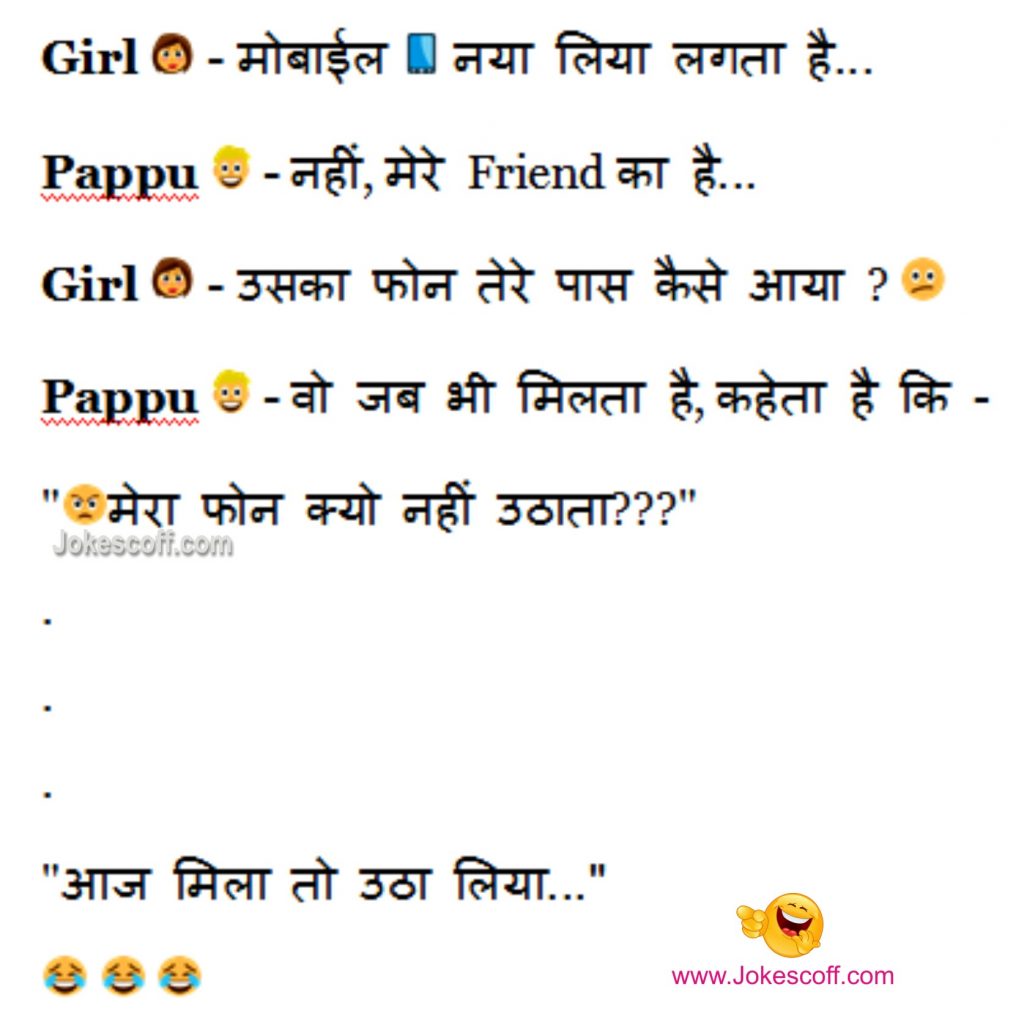 Girl - मोबाईल नया लिया लगता है...
Pappu - नहीं, मेरे Friend का है...
Girl - उसका फोन तेरे पास कैसे आया ?
Pappu - वो जब भी मिलता है, कहेता है कि -
"मेरा फोन क्यो नहीं उठाता???"
Jokescoff.com
.
.
.
"आज मिला तो उठा लिया..."
www.Jokescoff.com